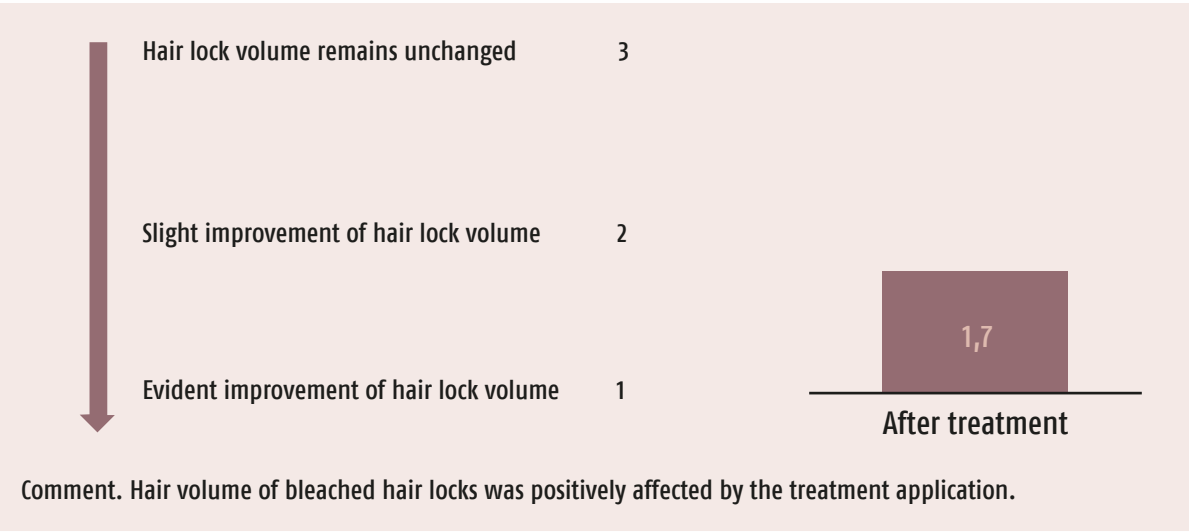 Hair lock volume remains unchanged 3
Slight improvement of hair lock volume 2
1,7
Evident improvement of hair lock volume 1
After treatment
Comment. Hair volume of bleached hair locks was positively affected by the treatment application.